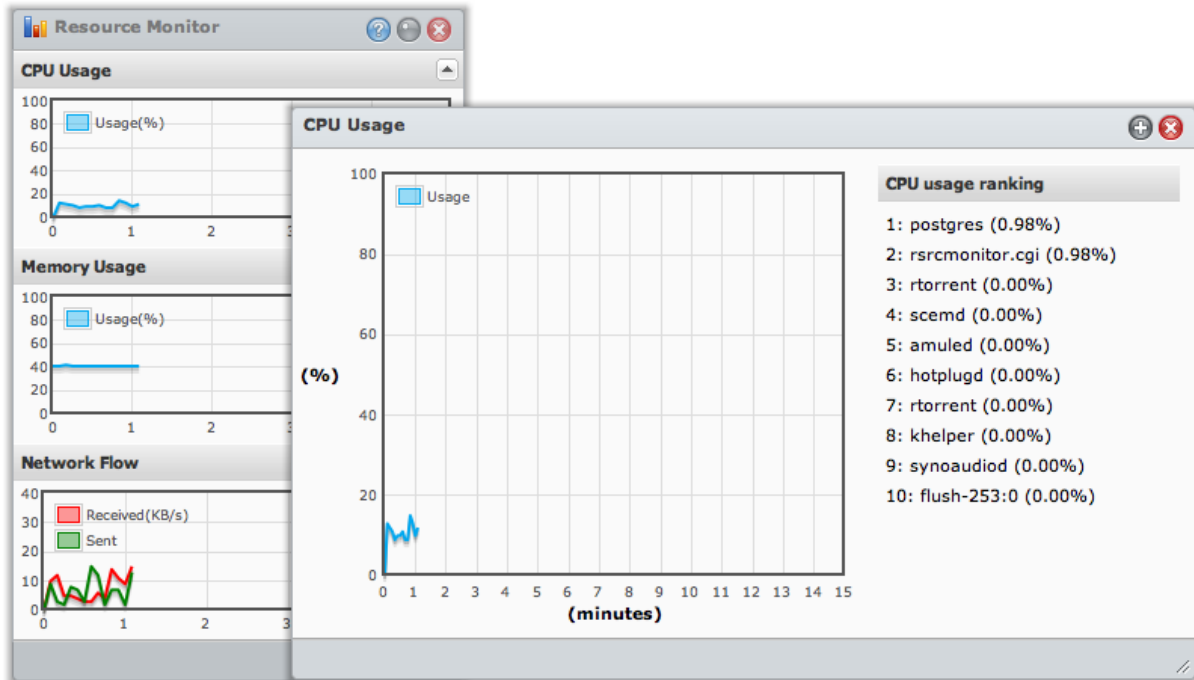 Resource Monitor
CPU Usage
100
80
60
40
20
0
Usage(%)
0 1 2
Memory Usage
100
80
60
40
20
0
Usage(%)
0 1 2
Network Flow
40
30
20
10
0
Received(KB/s)
Sent
0 1 2 3
CPU Usage
100
80
60
40
20
0
(%)
Usage
0 1 2 3 4 5 6 7 8 9 10 11 12 13 14 15
(minutes)
CPU usage ranking
1: postgres (0.98%)
2: rsrcmonitor.cgi (0.98%)
3: rtorrent (0.00%)
4: scemd (0.00%)
5: amuled (0.00%)
6: hotplugd (0.00%)
7: rtorrent (0.00%)
8: khelper (0.00%)
9: synoaudiod (0.00%)
10: flush-253:0 (0.00%)